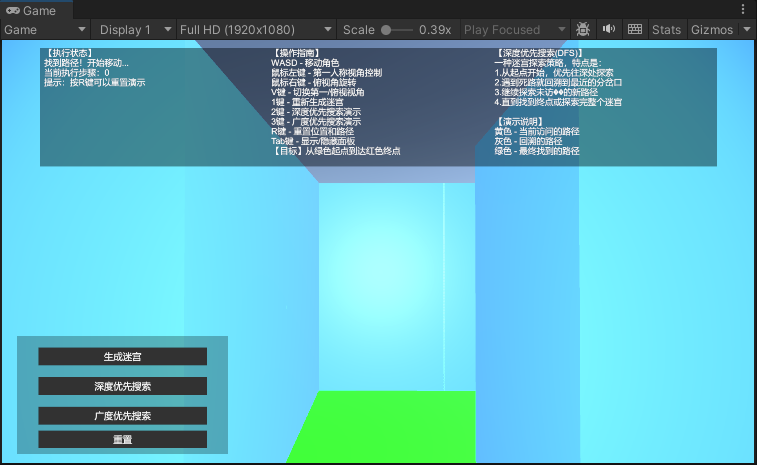 Game
Game Display 1 Full HD (1920x1080) Scale 0.39x Play Focused Stats Gizmos
【执行状态】
找到路径！开始移动...
当前执行步骤：0
提示：按R键可以重置演示
【操作指南】
WASD - 移动角色
鼠标左键 - 第一人称视角控制
鼠标右键 - 俯视角旋转
V键 - 切换第一/俯视视角
1键 - 重新生成迷宫
2键 - 深度优先搜索演示
3键 - 广度优先搜索演示
R键 - 重置位置和路径
Tab键 - 显示/隐藏面板
【目标】从绿色起点到达红色终点
【深度优先搜索(DFS)】
一种迷宫探索策略，特点是：
1.从起点开始，优先往深处探索
2.遇到死路就回溯到最近的分岔口
3.继续探索未访��的新路径
4.直到找到终点或探索完整个迷宫
【演示说明】
黄色 - 当前访问的路径
灰色 - 回溯的路径
绿色 - 最终找到的路径
生成迷宫
深度优先搜索
广度优先搜索
重置